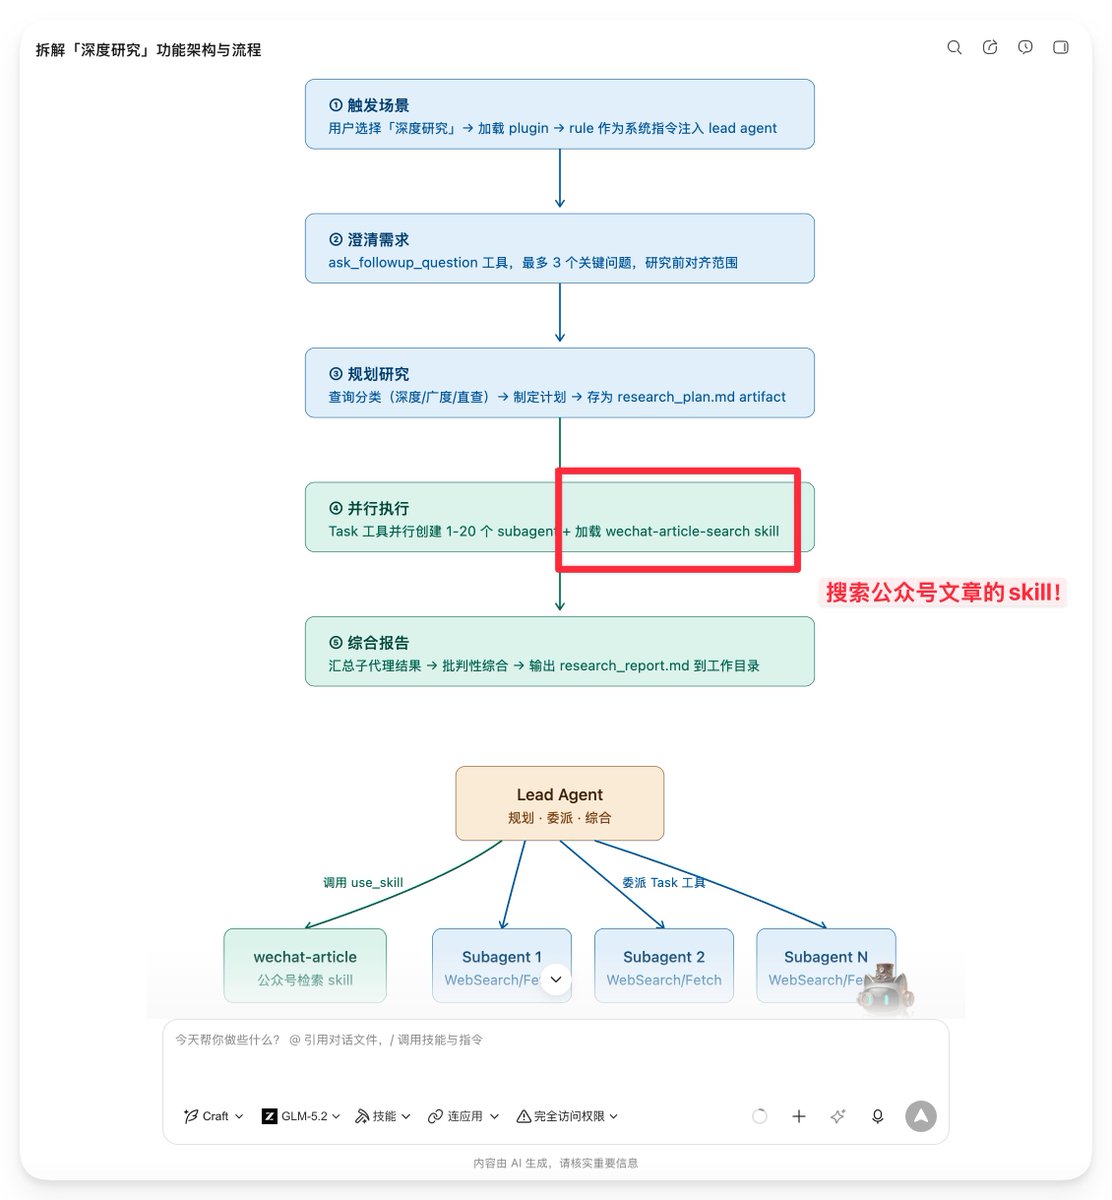 拆解「深度研究」功能架构与流程
① 触发场景
用户选择「深度研究」→ 加载 plugin → rule 作为系统指令注入 lead agent
② 澄清需求
ask_followup_question 工具，最多 3 个关键问题，研究前对齐范围
③ 规划研究
查询分类（深度/广度/直查）→ 制定计划 → 存为 research_plan.md artifact
④ 并行执行
Task 工具并行创建 1-20 个 subagent + 加载 wechat-article-search skill
搜索公众号文章的 skill！
⑤ 综合报告
汇总子代理结果 → 批判性综合 → 输出 research_report.md 到工作目录
Lead Agent
规划 · 委派 · 综合
调用 use_skill
委派 Task 工具
wechat-article
公众号检索 skill
Subagent 1
WebSearch/Fe
Subagent 2
WebSearch/Fetch
Subagent N
WebSearch/Fe
今天帮你做些什么？ @ 引用对话文件，/ 调用技能与指令
Craft
GLM-5.2
技能
连应用
完全访问权限
内容由 AI 生成，请核实重要信息